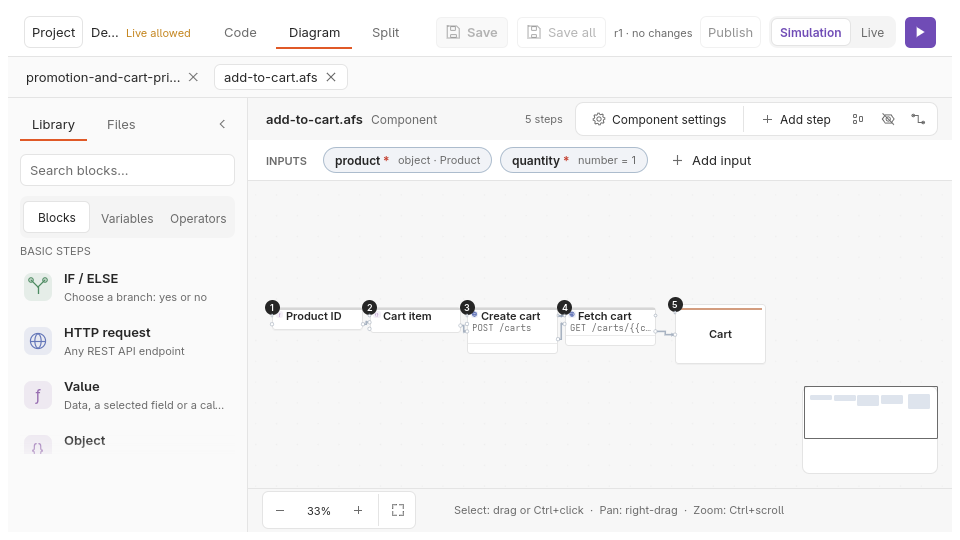 Project De... Live allowed Code Diagram Split Save Save all r1 · no changes Publish Simulation Live
promotion-and-cart-pri... add-to-cart.afs
Library Files
add-to-cart.afs Component 5 steps Component settings Add step
INPUTS product * object · Product quantity * number = 1 Add input
Search blocks...
Blocks Variables Operators
BASIC STEPS
IF / ELSE
Choose a branch: yes or no
HTTP request
Any REST API endpoint
Value
Data, a selected field or a cal...
Object
1 Product ID
2 Cart item
3 Create cart
POST /carts
4 Fetch cart
GET /carts/{{c...
5 Cart
33% Select: drag or Ctrl+click · Pan: right-drag · Zoom: Ctrl+scroll